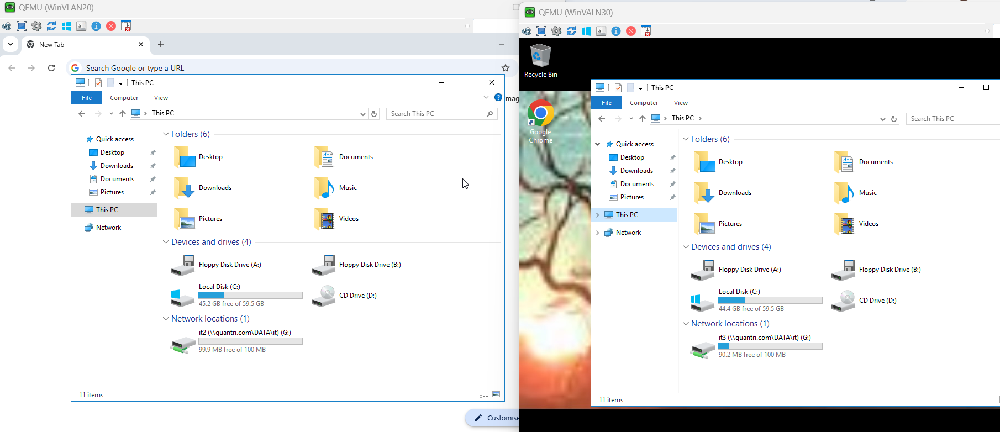 QEMU (WinVLAN20)
New Tab
Search Google or type a URL
This PC
File
Computer
View
mag
This PC
Search This PC
Quick access
Desktop
Downloads
Documents
Pictures
This PC
Network
Folders (6)
Desktop
Documents
Downloads
Music
Pictures
Videos
Devices and drives (4)
Floppy Disk Drive (A:)
Floppy Disk Drive (B:)
Local Disk (C:)
45.2 GB free of 59.5 GB
CD Drive (D:)
Network locations (1)
it2 (\\quantri.com\DATA\it) (G:)
99.9 MB free of 100 MB
11 items
Customise
QEMU (WinVALN30)
Recycle Bin
Google
Chrome
This PC
File
Computer
View
This PC
Search This PC
Quick access
Desktop
Downloads
Documents
Pictures
This PC
Network
Folders (6)
Desktop
Documents
Downloads
Music
Pictures
Videos
Devices and drives (4)
Floppy Disk Drive (A:)
Floppy Disk Drive (B:)
Local Disk (C:)
44.4 GB free of 59.5 GB
CD Drive (D:)
Network locations (1)
it3 (\\quantri.com\DATA\it) (G:)
90.2 MB free of 100 MB
11 items